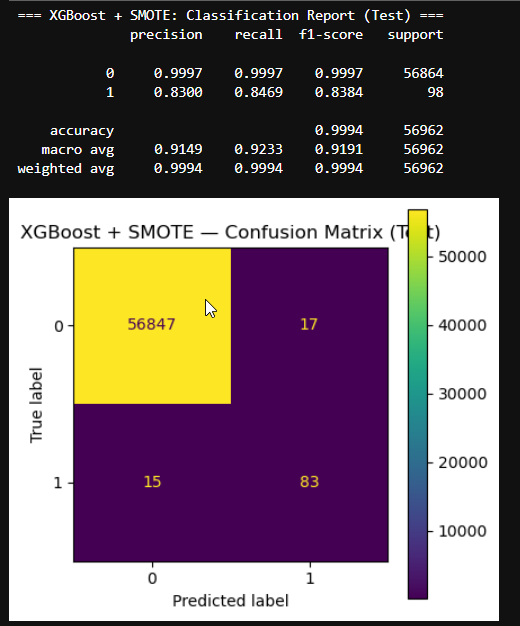 === XGBoost + SMOTE: Classification Report (Test) ===
precision recall f1-score support
0 0.9997 0.9997 0.9997 56864
1 0.8300 0.8469 0.8384 98
accuracy 0.9994 56962
macro avg 0.9149 0.9233 0.9191 56962
weighted avg 0.9994 0.9994 0.9994 56962
XGBoost + SMOTE — Confusion Matrix (Test)
50000
0 56847 17
40000
30000
True label
1 15 83
20000
10000
0 1
Predicted label